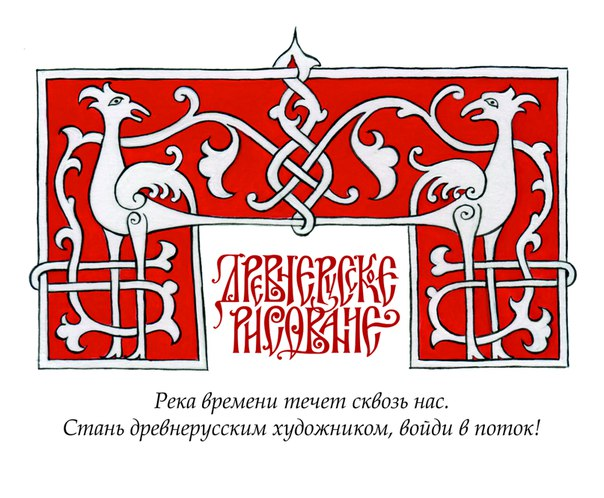 ДРЕВНЕРУССКОЕ
РИСОВАНИЕ
Река времени течет сквозь нас.
Стань древнерусским художником, войди в поток!